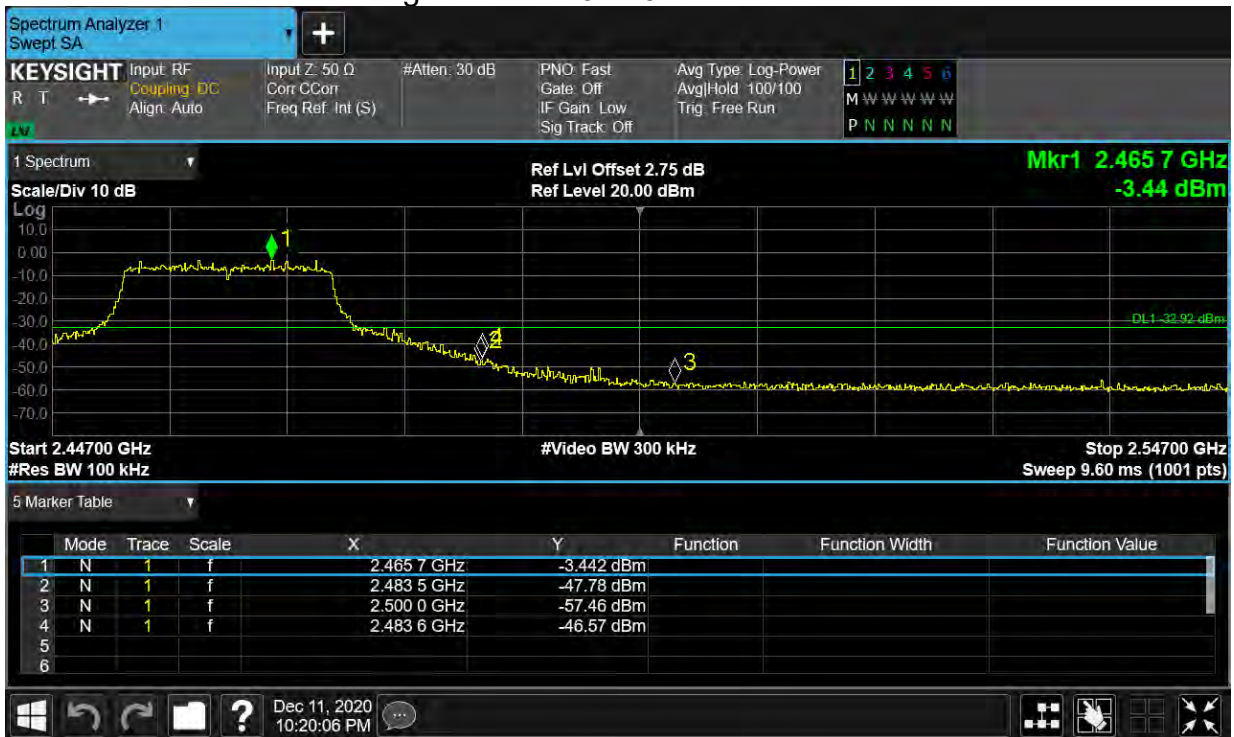 Spectrum Analyzer 1
Swept SA
+
KEYSIGHT Input: RF Input Z: 50 Ω #Atten: 30 dB PNO: Fast Avg Type: Log-Power 1 2 3 4 5 6
R T Coupling: DC Corr CCorr Gate: Off Avg|Hold: 100/100 M W W W W W
Align: Auto Freq Ref: Int (S) IF Gain: Low Trig: Free Run
Sig Track: Off P N N N N N
1 Spectrum Ref Lvl Offset 2.75 dB Mkr1 2.465 7 GHz
Scale/Div 10 dB Ref Level 20.00 dBm -3.44 dBm
Log
10.0
0.00
-10.0
-20.0
-30.0
-40.0
-50.0
-60.0
-70.0
1
2
3
DL1 -32.92 dBm
Start 2.44700 GHz #Video BW 300 kHz Stop 2.54700 GHz
#Res BW 100 kHz Sweep 9.60 ms (1001 pts)
5 Marker Table
Mode Trace Scale X Y Function Function Width Function Value
1 N 1 f 2.465 7 GHz -3.442 dBm
2 N 1 f 2.483 5 GHz -47.78 dBm
3 N 1 f 2.500 0 GHz -57.46 dBm
4 N 1 f 2.483 6 GHz -46.57 dBm
5
6
? Dec 11, 2020
10:20:06 PM